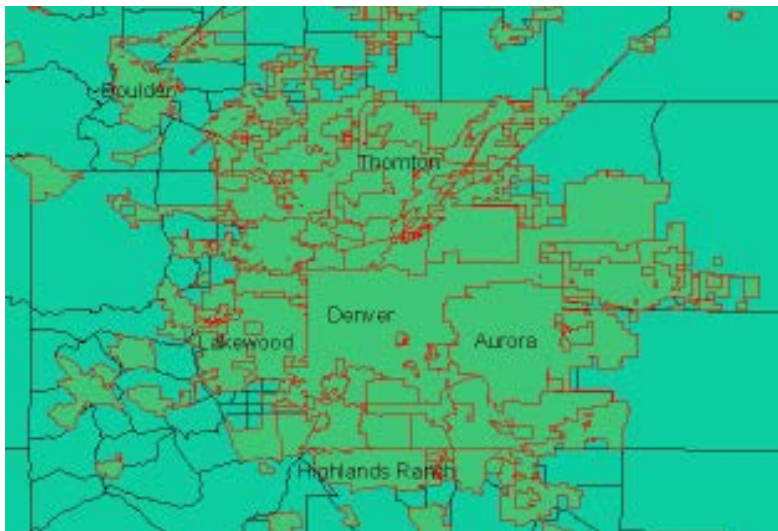 Boulder
Thornton
Denver
Lakewood
Aurora
Highlands Ranch